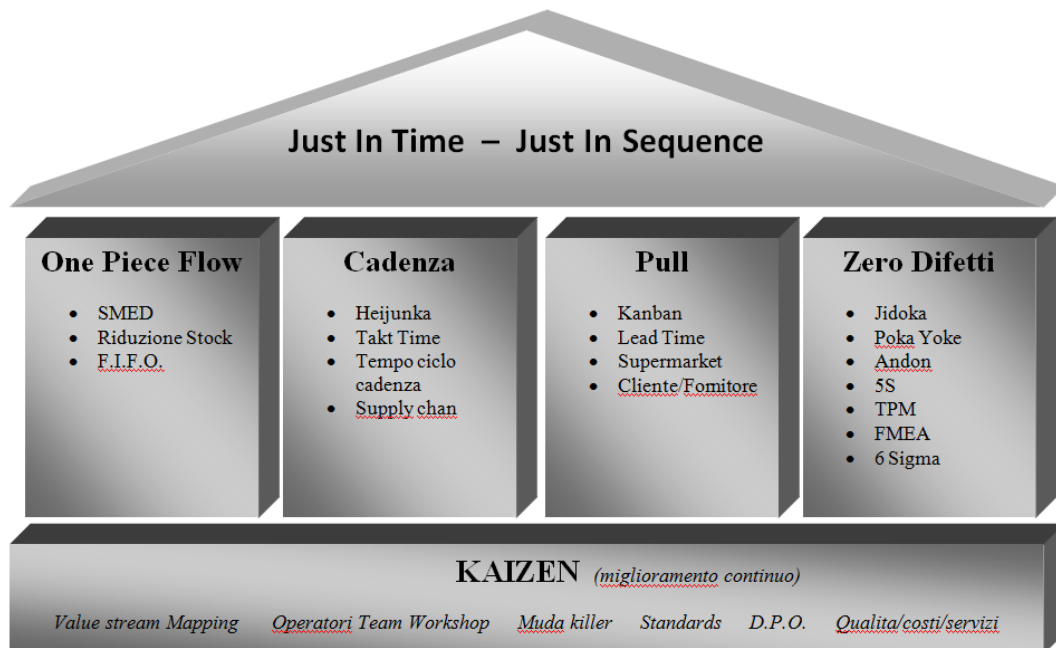 Just In Time – Just In Sequence
One Piece Flow
• SMED
• Riduzione Stock
• F.I.F.O.
Cadenza
• Heijunka
• Takt Time
• Tempo ciclo
cadenza
• Supply chan
Pull
• Kanban
• Lead Time
• Supermarket
• Cliente/Fornitore
Zero Difetti
• Jidoka
• Poka Yoke
• Andon
• 5S
• TPM
• FMEA
• 6 Sigma
KAIZEN (miglioramento continuo)
Value stream Mapping Operatori Team Workshop Muda killer Standards D.P.O. Qualita/costi/servizi